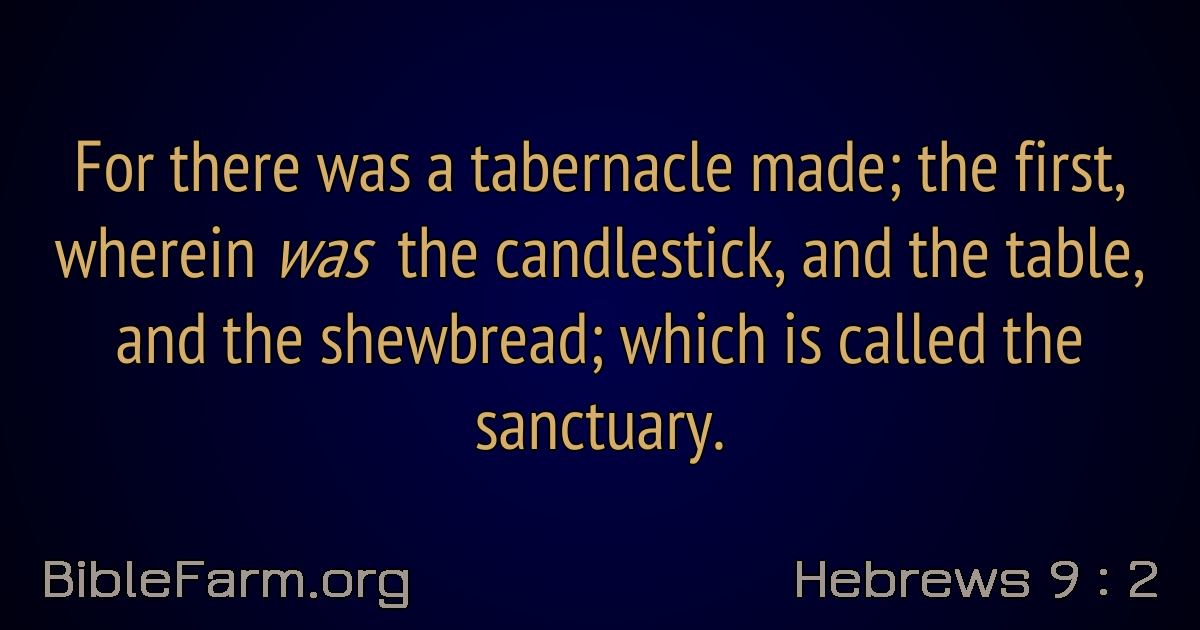 For there was a tabernacle made; the first,
wherein was the candlestick, and the table,
and the shewbread; which is called the
sanctuary.
BibleFarm.org
Hebrews 9 : 2